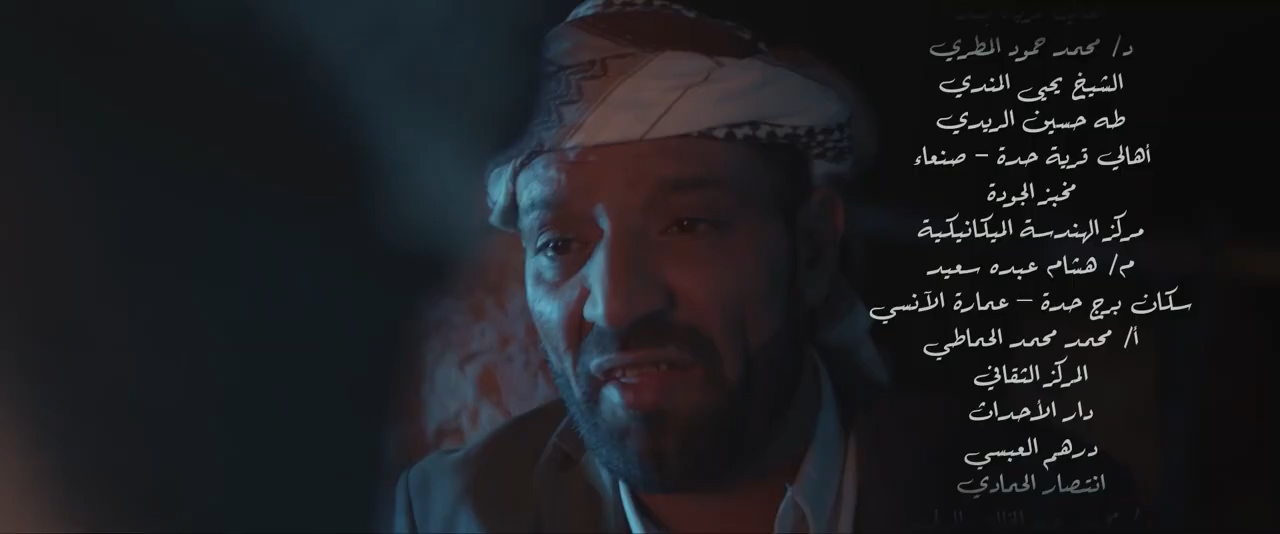 د/ محمد حمود المطري
الشيخ يحيى المندي
طه حسين الريدي
أهالي قرية حدة – صنعاء
مخبز الجودة
مركز الهندسة الميكانيكية
م/ هشام عبده سعيد
سكان برج حدة – عمارة الآنسي
أ/ محمد محمد الحماطي
المركز الثقافي
دار الأحداث
درهم العبسي
انتصار الحمادي